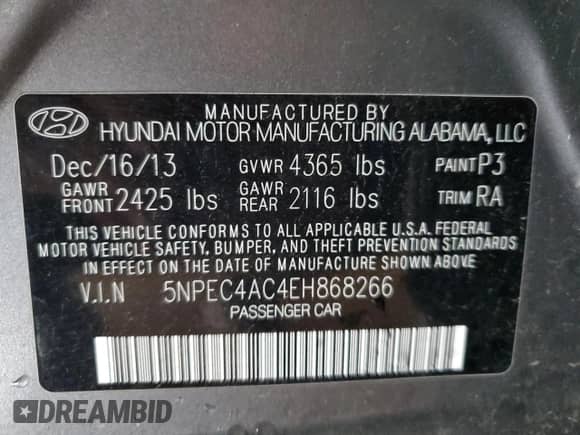 MANUFACTURED BY
HYUNDAI MOTOR MANUFACTURING ALABAMA, LLC
Dec/16/13 GVWR 4365 lbs PAINT P3
GAWR FRONT 2425 lbs GAWR REAR 2116 lbs TRIM RA
THIS VEHICLE CONFORMS TO ALL APPLICABLE U.S.A. FEDERAL
MOTOR VEHICLE SAFETY, BUMPER, AND THEFT PREVENTION STANDARDS
IN EFFECT ON THE DATE OF MANUFACTURE SHOWN ABOVE.
V.I.N 5NPEC4AC4EH868266
PASSENGER CAR
DREAMBID